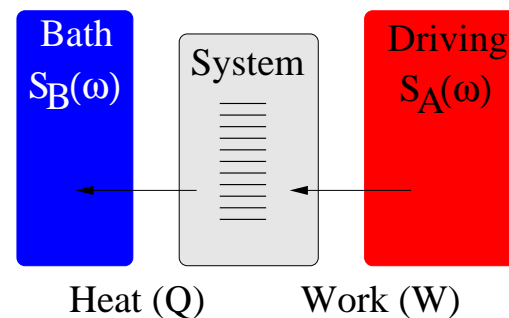 Bath
S_B(ω)
System
Driving
S_A(ω)
Heat (Q)
Work (W)